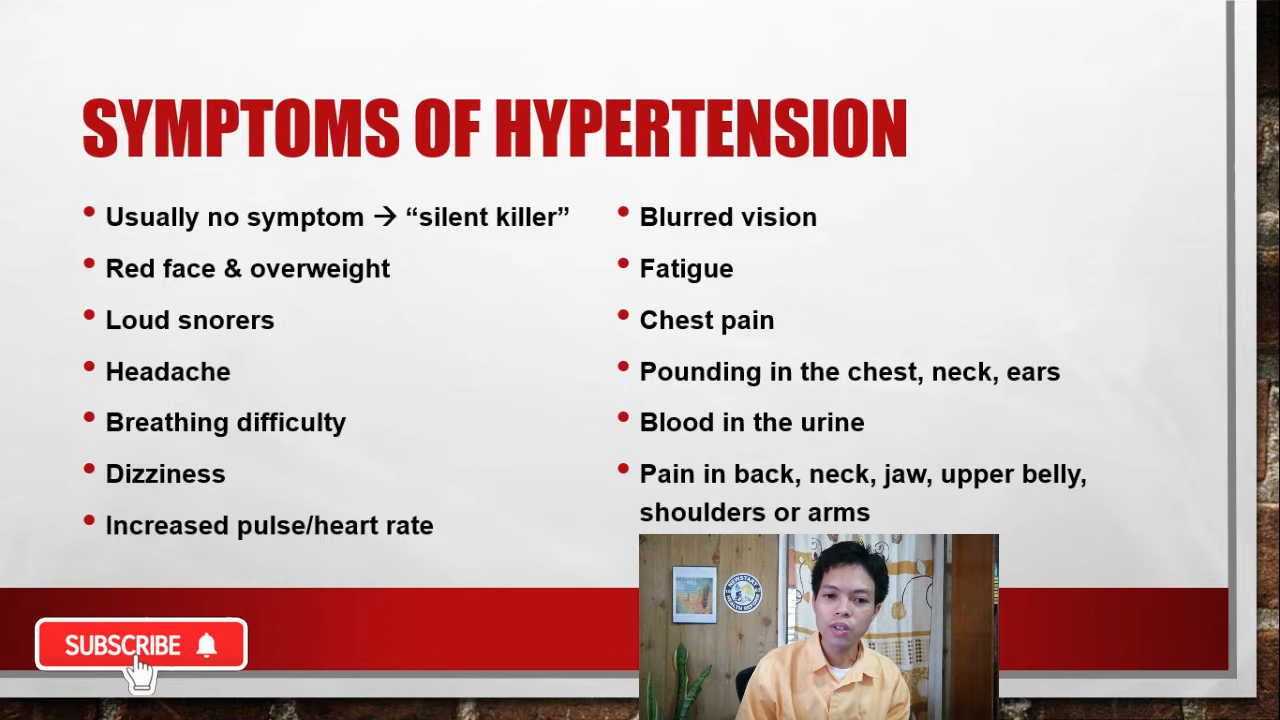 SYMPTOMS OF HYPERTENSION
• Usually no symptom → “silent killer”
• Red face & overweight
• Loud snorers
• Headache
• Breathing difficulty
• Dizziness
• Increased pulse/heart rate
• Blurred vision
• Fatigue
• Chest pain
• Pounding in the chest, neck, ears
• Blood in the urine
• Pain in back, neck, jaw, upper belly,
shoulders or arms
SUBSCRIBE